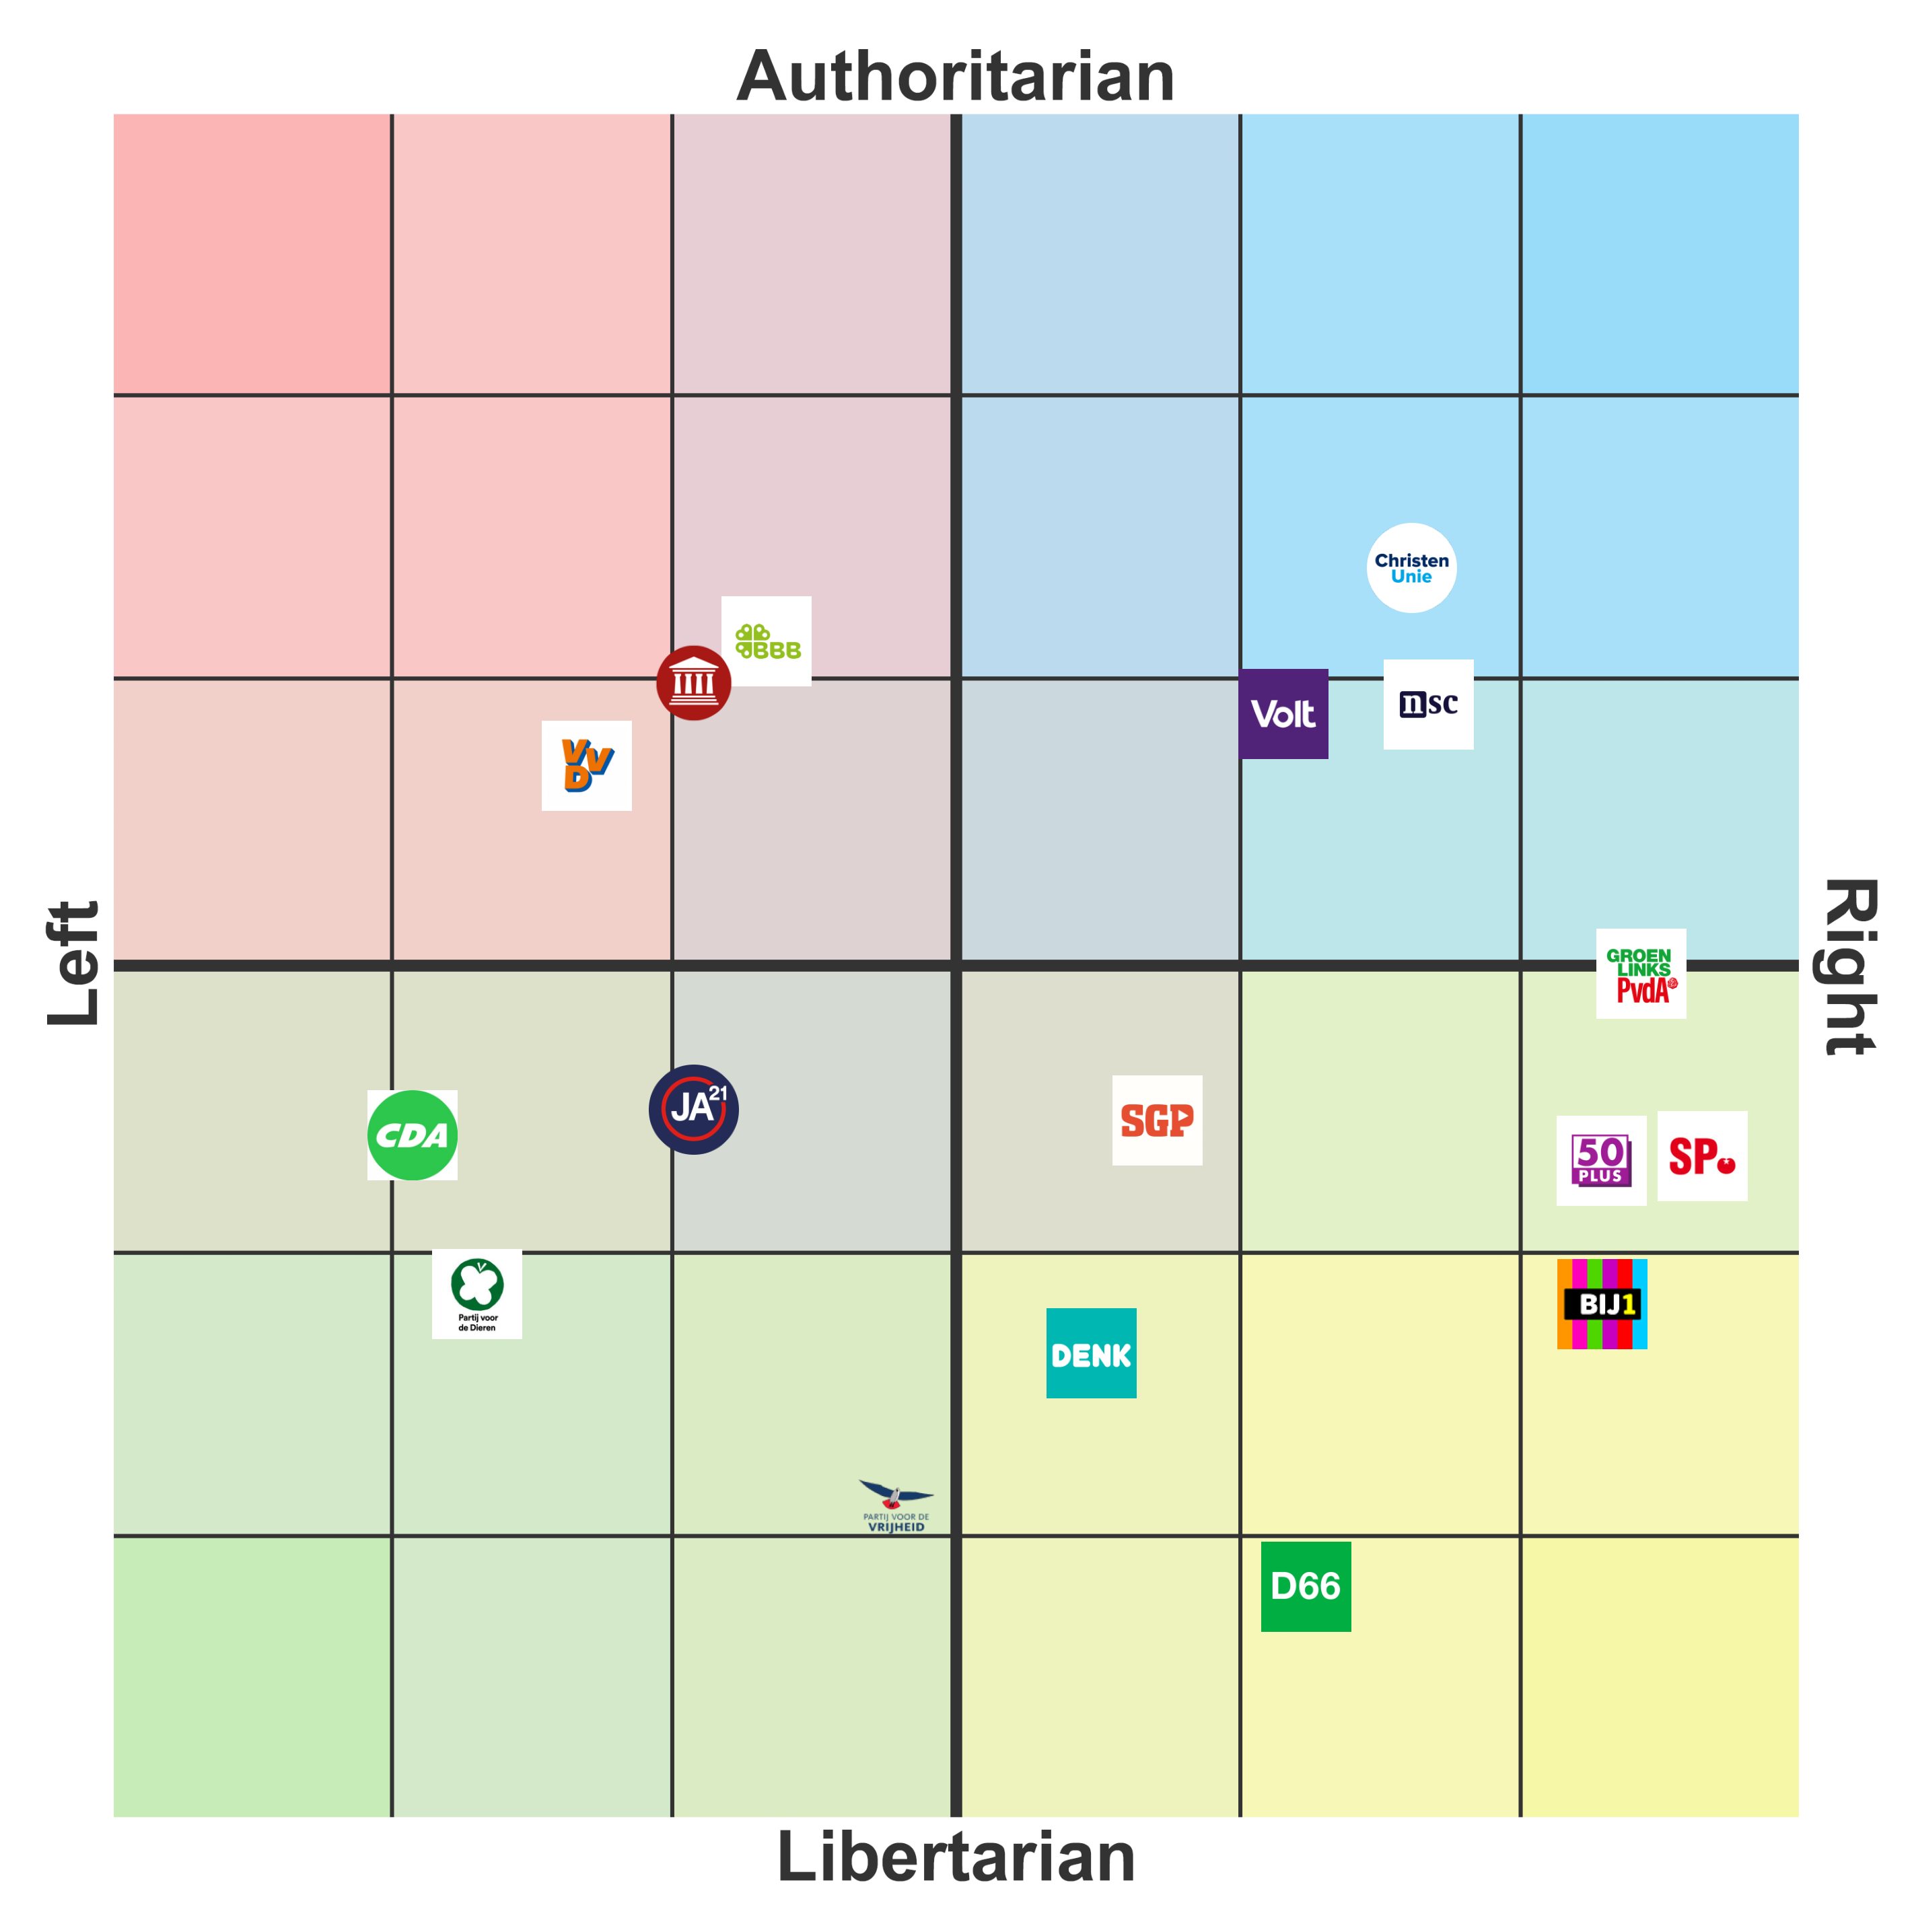 Authoritarian
Christen
Unie
BBB
Volt
nsc
VVD
Left
Right
GROEN
LINKS
PvdA
JA21
CDA
SGP
50
PLUS
SP
Partij voor
de Dieren
BIJ1
DENK
PARTIJ VOOR DE
VRIJHEID
D66
Libertarian